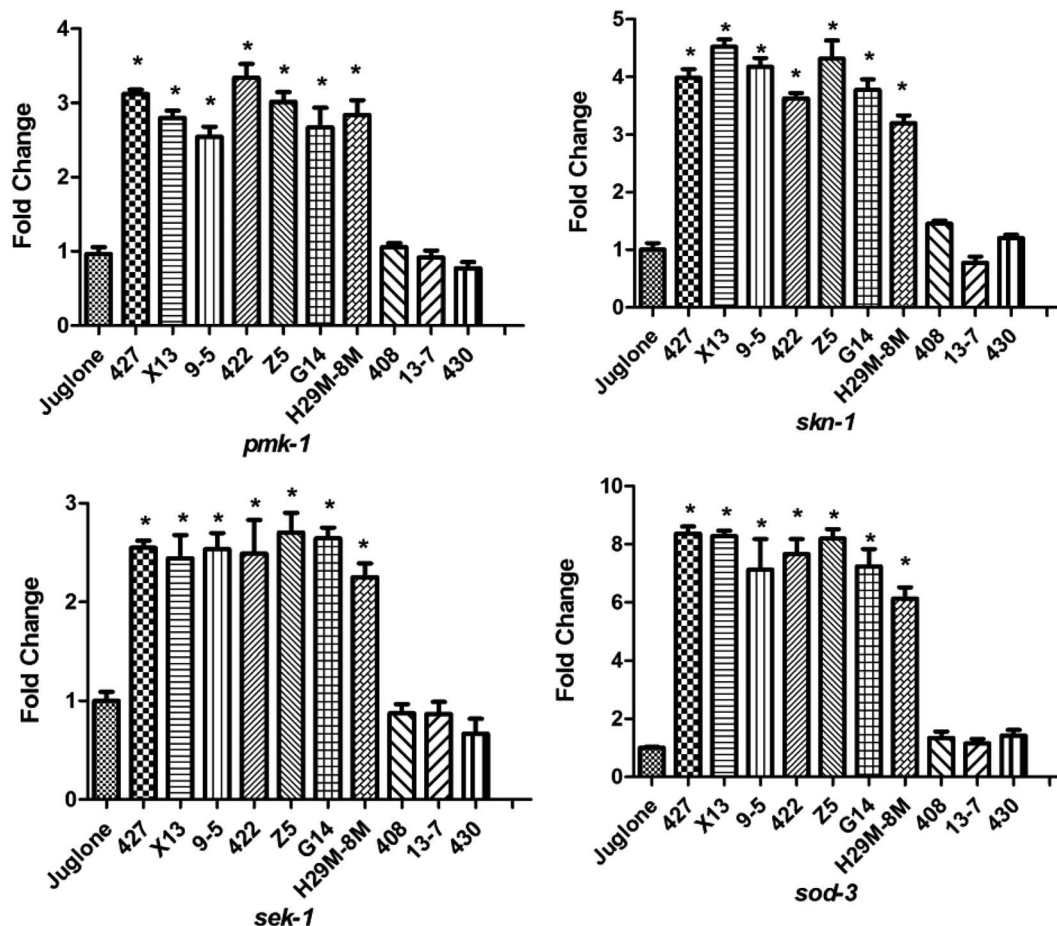 Fold Change
4
3
2
1
0
* * * * * * *
Juglone
427
X13
9-5
422
Z5
G14
H29M-8M
408
13-7
430
pmk-1
Fold Change
5
4
3
2
1
0
* * * * * * *
Juglone
427
X13
9-5
422
Z5
G14
H29M-8M
408
13-7
430
skn-1
Fold Change
3
2
1
0
* * * * * * *
Juglone
427
X13
9-5
422
Z5
G14
H29M-8M
408
13-7
430
sek-1
Fold Change
10
8
6
4
2
0
* * * * * * *
Juglone
427
X13
9-5
422
Z5
G14
H29M-8M
408
13-7
430
sod-3